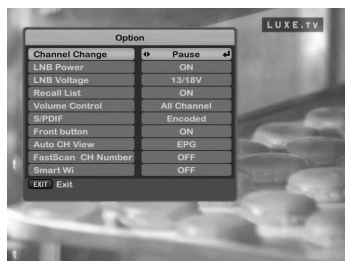 LUXE.TV
Option
Channel Change Pause
LNB Power ON
LNB Voltage 13/18V
Recall List ON
Volume Control All Channel
S/PDIF Encoded
Front button ON
Auto CH View EPG
FastScan CH Number OFF
Smart Wi OFF
EXIT Exit